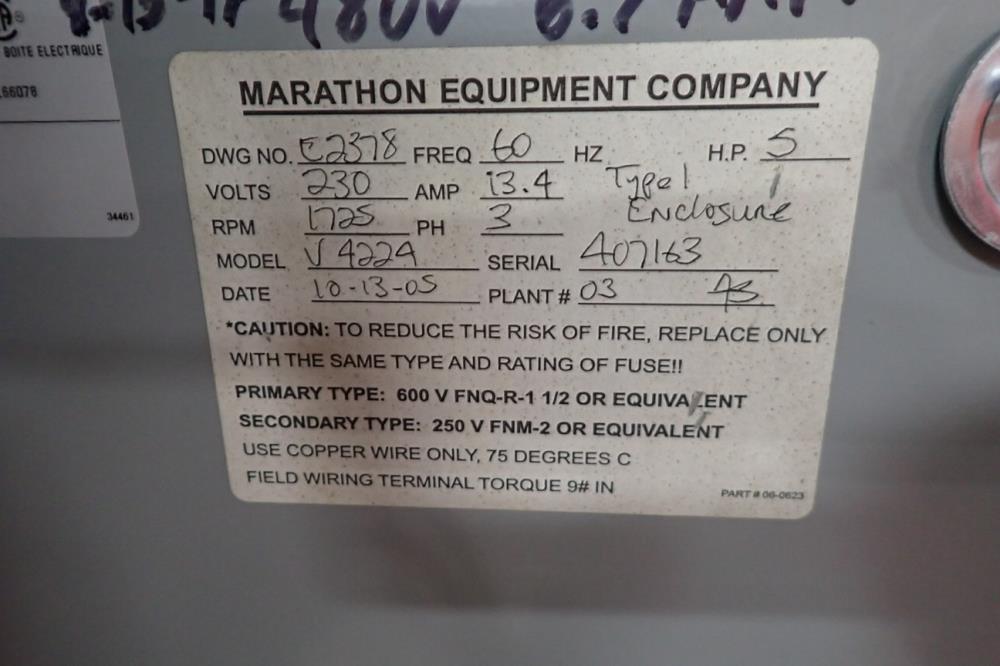 480V 6.7 AM
BOITE ELECTRIQUE
66078
34461
MARATHON EQUIPMENT COMPANY
DWG NO. E2378 FREQ 60 HZ H.P. 5
VOLTS 230 AMP 13.4 Type 1
RPM 1725 PH 3 Enclosure
MODEL V 4224 SERIAL 407163
DATE 10-13-05 PLANT # 03
*CAUTION: TO REDUCE THE RISK OF FIRE, REPLACE ONLY
WITH THE SAME TYPE AND RATING OF FUSE!!
PRIMARY TYPE: 600 V FNQ-R-1 1/2 OR EQUIVALENT
SECONDARY TYPE: 250 V FNM-2 OR EQUIVALENT
USE COPPER WIRE ONLY, 75 DEGREES C
FIELD WIRING TERMINAL TORQUE 9# IN
PART # 06-0623